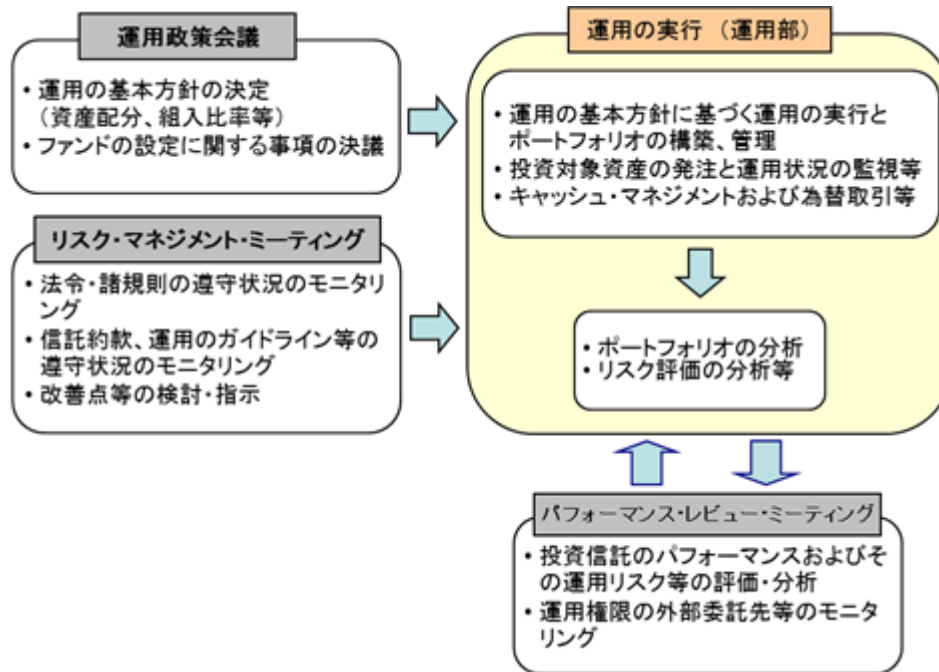 運用政策会議
・運用の基本方針の決定
（資産配分、組入比率等）
・ファンドの設定に関する事項の決議
リスク・マネジメント・ミーティング
・法令・諸規則の遵守状況のモニタリ
ング
・信託約款、運用のガイドライン等の
遵守状況のモニタリング
・改善点等の検討・指示
運用の実行 （運用部）
・運用の基本方針に基づく運用の実行と
ポートフォリオの構築、管理
・投資対象資産の発注と運用状況の監視等
・キャッシュ・マネジメントおよび為替取引等
・ポートフォリオの分析
・リスク評価の分析等
パフォーマンス・レビュー・ミーティング
・投資信託のパフォーマンスおよびそ
の運用リスク等の評価・分析
・運用権限の外部委託先等のモニタ
リング